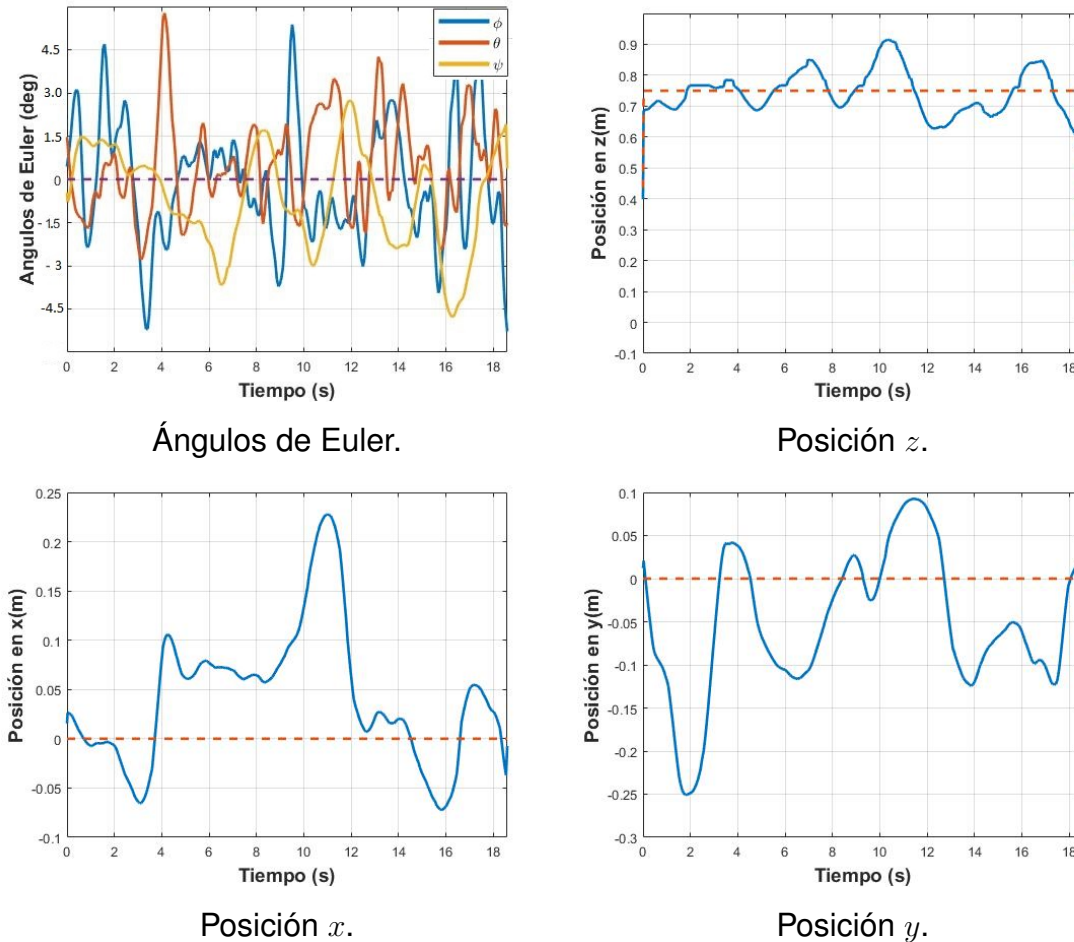 Ángulos de Euler (deg)
4.5
3.0
1.5
0
- 1.5
- 3
-4.5
ϕ
θ
ψ
0 2 4 6 8 10 12 14 16 18
Tiempo (s)
Ángulos de Euler.
Posición en z(m)
0.9
0.8
0.7
0.6
0.5
0.4
0.3
0.2
0.1
0
-0.1
0 2 4 6 8 10 12 14 16 18
Tiempo (s)
Posición z.
Posición en x(m)
0.25
0.2
0.15
0.1
0.05
0
-0.05
-0.1
0 2 4 6 8 10 12 14 16 18
Tiempo (s)
Posición x.
Posición en y(m)
0.1
0.05
0
-0.05
-0.1
-0.15
-0.2
-0.25
-0.3
0 2 4 6 8 10 12 14 16 18
Tiempo (s)
Posición y.